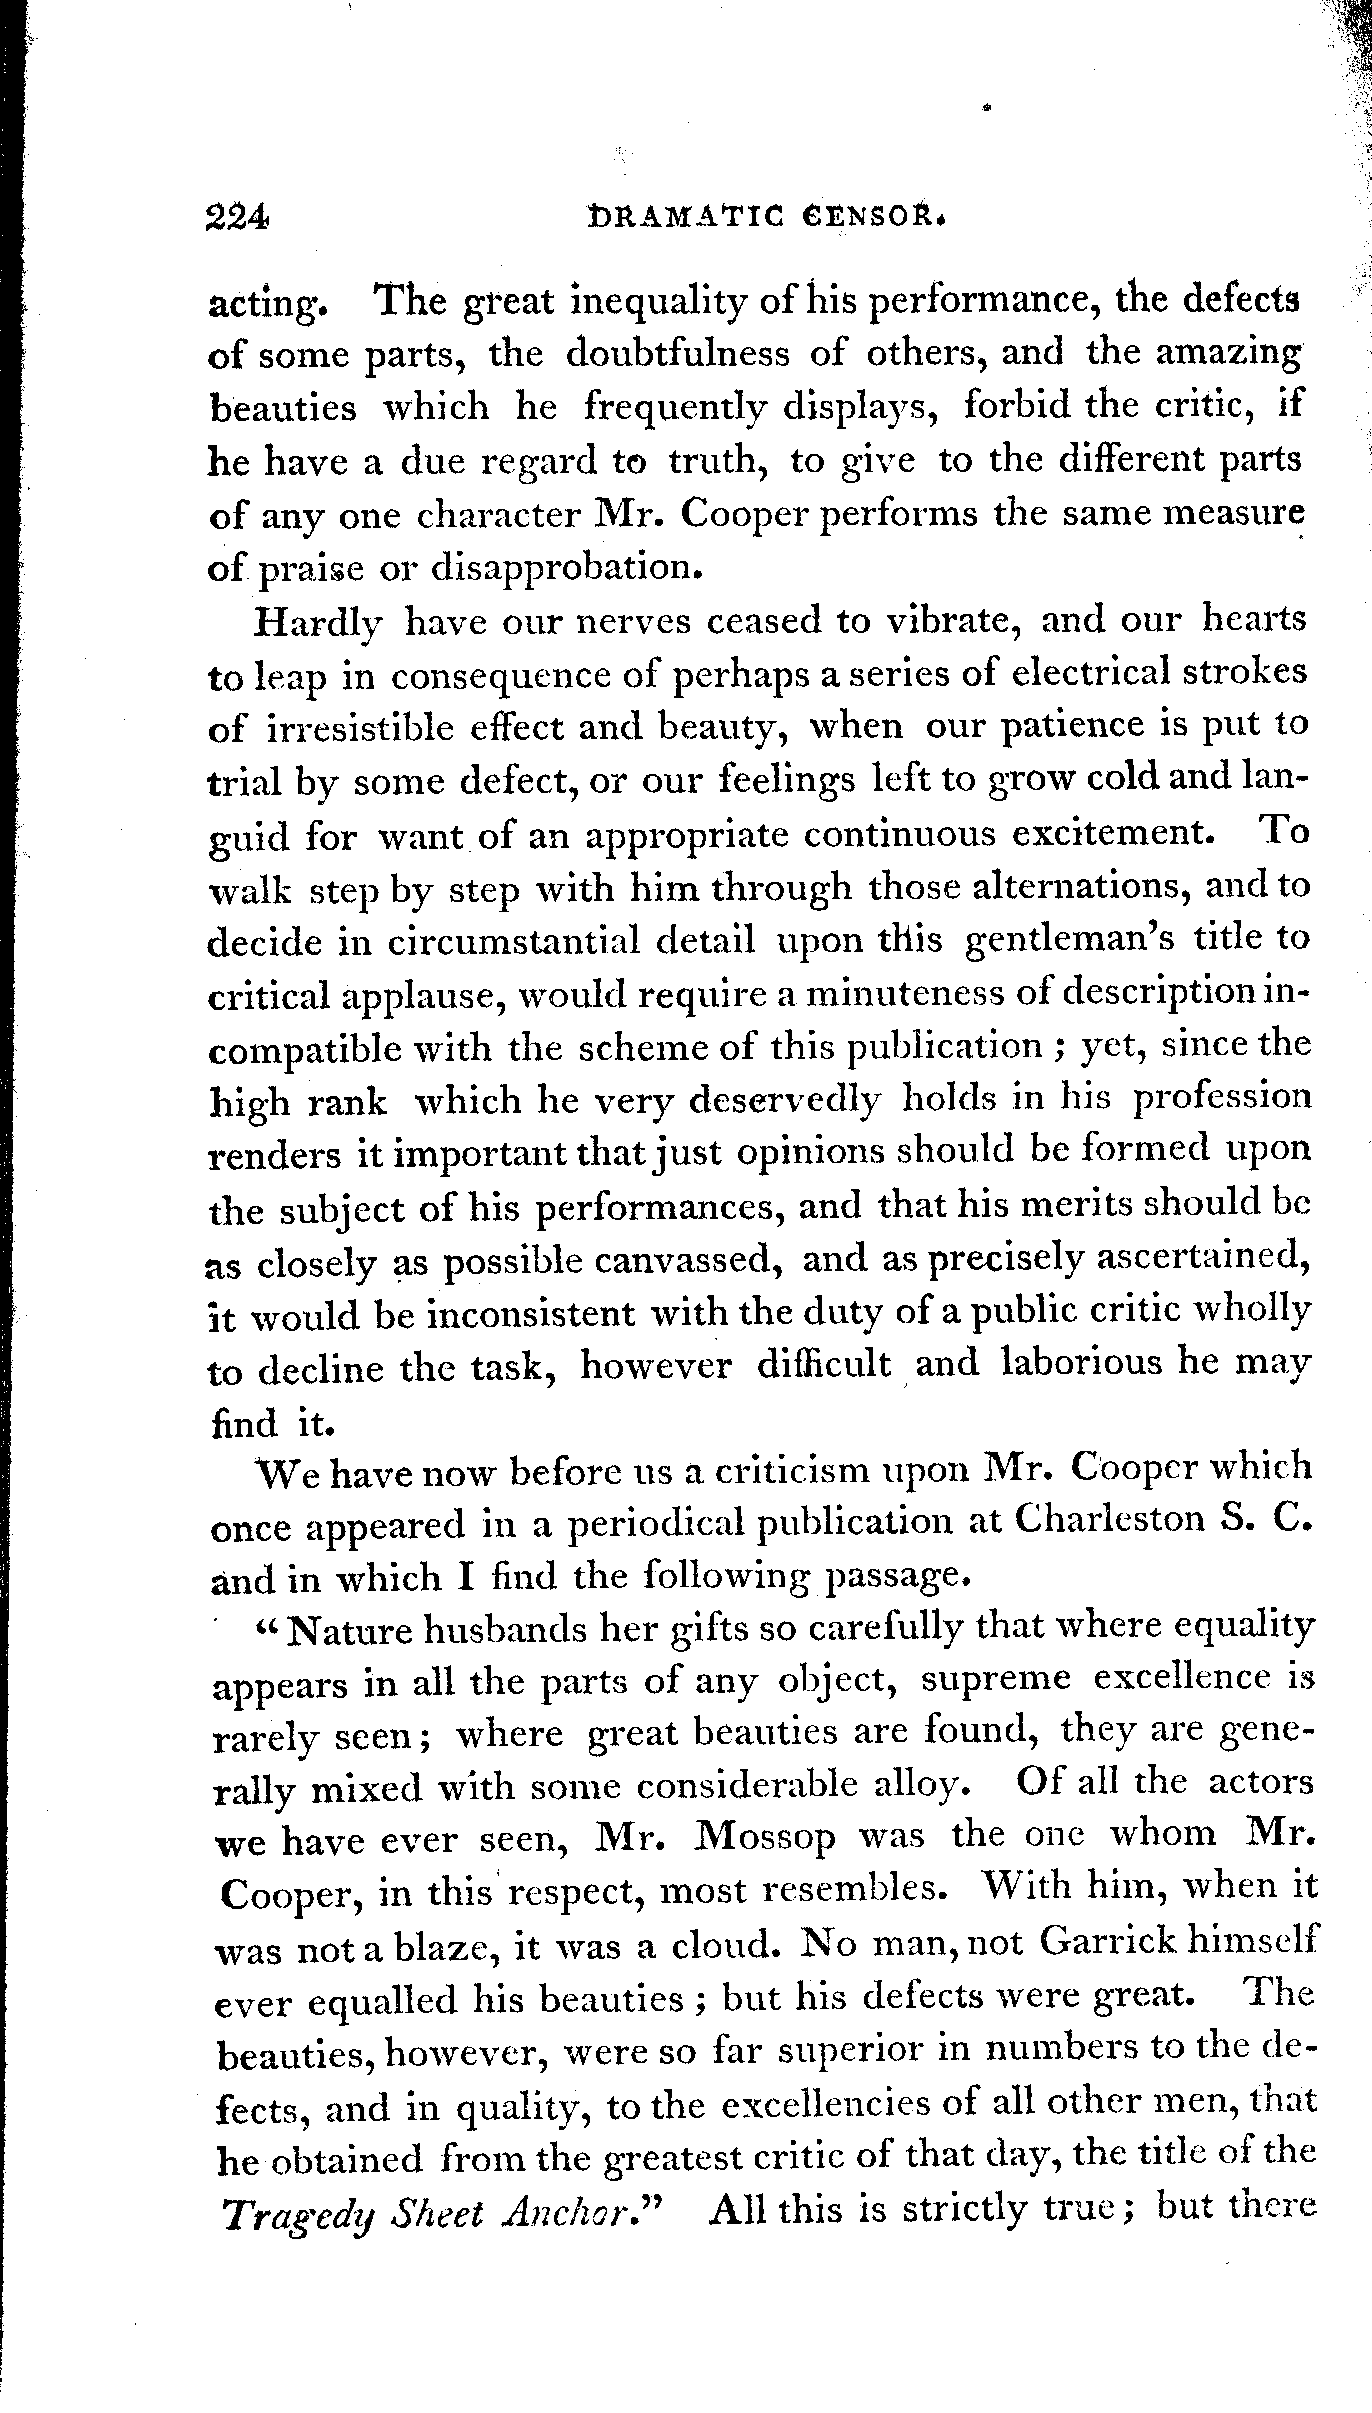 224 DRAMATIC CENSOR.
acting. The great inequality of his performance, the defects
of some parts, the doubtfulness of others, and the amazing
beauties which he frequently displays, forbid the critic, if
he have a due regard to truth, to give to the different parts
of any one character Mr. Cooper performs the same measure
of praise or disapprobation.
Hardly have our nerves ceased to vibrate, and our hearts
to leap in consequence of perhaps a series of electrical strokes
of irresistible effect and beauty, when our patience is put to
trial by some defect, or our feelings left to grow cold and lan-
guid for want of an appropriate continuous excitement. To
walk step by step with him through those alternations, and to
decide in circumstantial detail upon this gentleman's title to
critical applause, would require a minuteness of description in-
compatible with the scheme of this publication ; yet, since the
high rank which he very deservedly holds in his profession
renders it important that just opinions should be formed upon
the subject of his performances, and that his merits should be
as closely as possible canvassed, and as precisely ascertained,
it would be inconsistent with the duty of a public critic wholly
to decline the task, however difficult and laborious he may
find it.
We have now before us a criticism upon Mr. Cooper which
once appeared in a periodical publication at Charleston S. C.
and in which I find the following passage.
"Nature husbands her gifts so carefully that where equality
appears in all the parts of any object, supreme excellence is
rarely seen; where great beauties are found, they are gene-
rally mixed with some considerable alloy. Of all the actors
we have ever seen, Mr. Mossop was the one whom Mr.
Cooper, in this respect, most resembles. With him, when it
was not a blaze, it was a cloud. No man, not Garrick himself
ever equalled his beauties ; but his defects were great. The
beauties, however, were so far superior in numbers to the de-
fects, and in quality, to the excellencies of all other men, that
he obtained from the greatest critic of that day, the title of the
Tragedy Sheet Anchor." All this is strictly true; but there